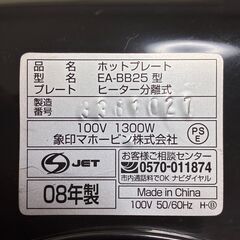 品名 ホットプレート
型名 EA-BB25 型
プレート ヒーター分離式
製造番号
100V 1300W
象印マホービン株式会社
PS E
JET
お客様ご相談センター
0570-011874
市内通話料でOK ナビダイヤル
08年製
Made in China
100V 50/60Hz H-Ⓑ